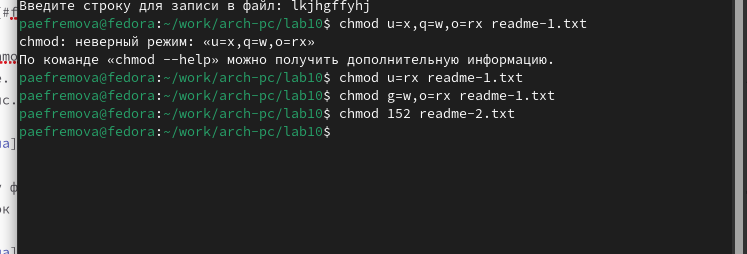 Введите строку для записи в файл: lkjhgffyhj
paefremova@fedora:~/work/arch-pc/lab10$ chmod u=x,q=w,o=rx readme-1.txt
chmod: неверный режим: «u=x,q=w,o=rx»
По команде «chmod --help» можно получить дополнительную информацию.
paefremova@fedora:~/work/arch-pc/lab10$ chmod u=rx readme-1.txt
paefremova@fedora:~/work/arch-pc/lab10$ chmod g=w,o=rx readme-1.txt
paefremova@fedora:~/work/arch-pc/lab10$ chmod 152 readme-2.txt
paefremova@fedora:~/work/arch-pc/lab10$